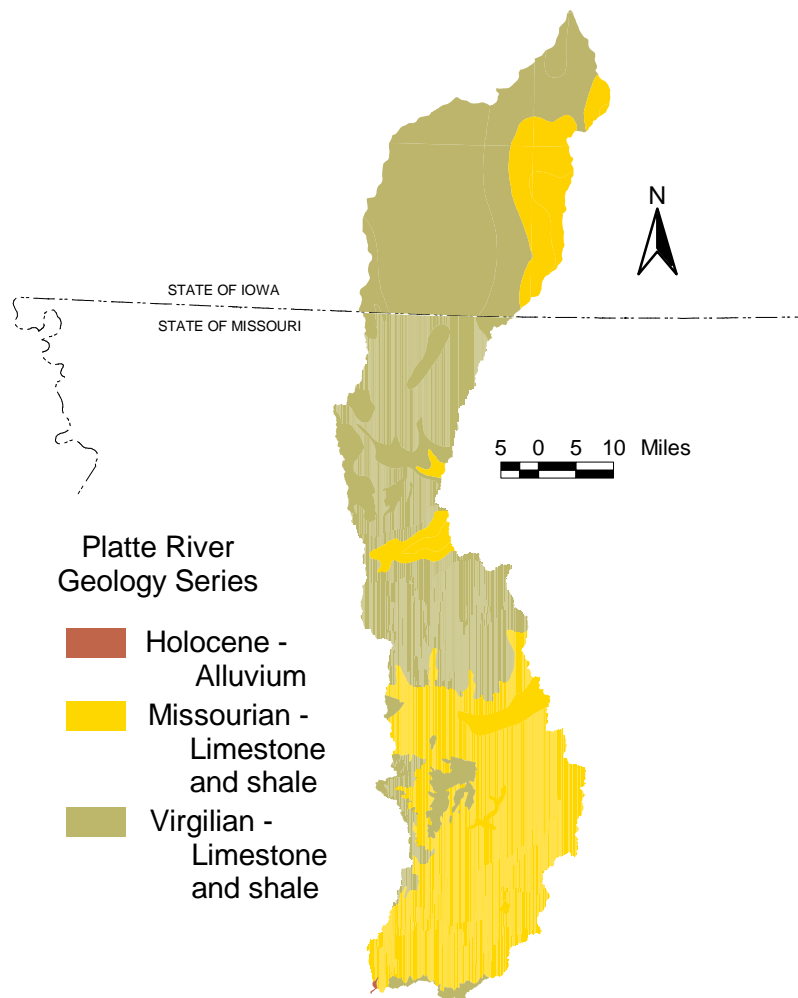 N
STATE OF IOWA
STATE OF MISSOURI
5 0 5 10 Miles
Platte River
Geology Series
Holocene -
Alluvium
Missourian -
Limestone
and shale
Virgilian -
Limestone
and shale